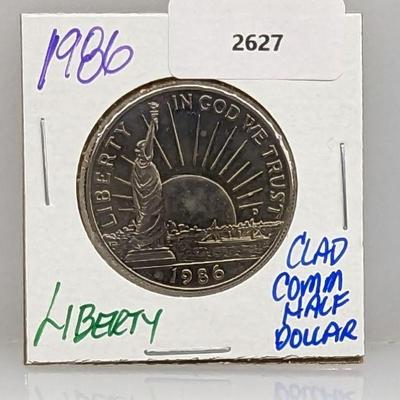 1986
2627
LIBERTY IN GOD WE TRUST
1986
LIBERTY
CLAD
COMM
HALF
DOLLAR